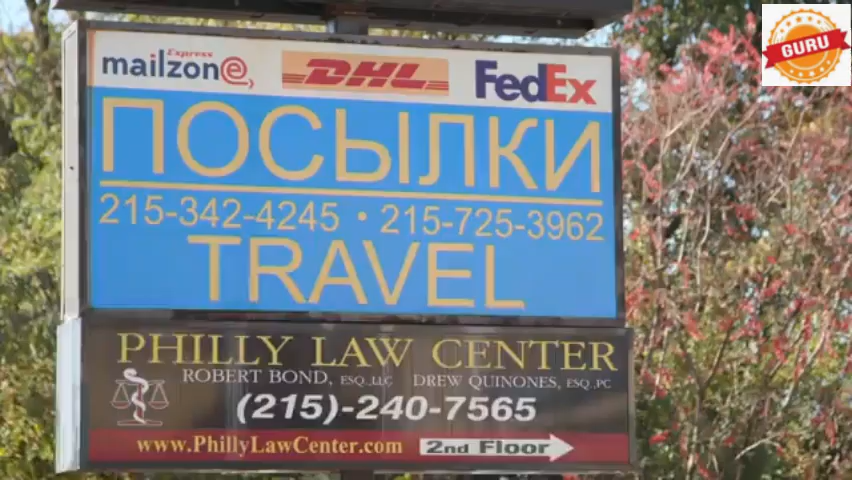 GURU
Express
mailzone DHL FedEx
ПОСЫЛКИ
215-342-4245 • 215-725-3962
TRAVEL
PHILLY LAW CENTER
ROBERT BOND, ESQ., LLC DREW QUINONES, ESQ., PC
(215)-240-7565
www.PhillyLawCenter.com 2nd Floor